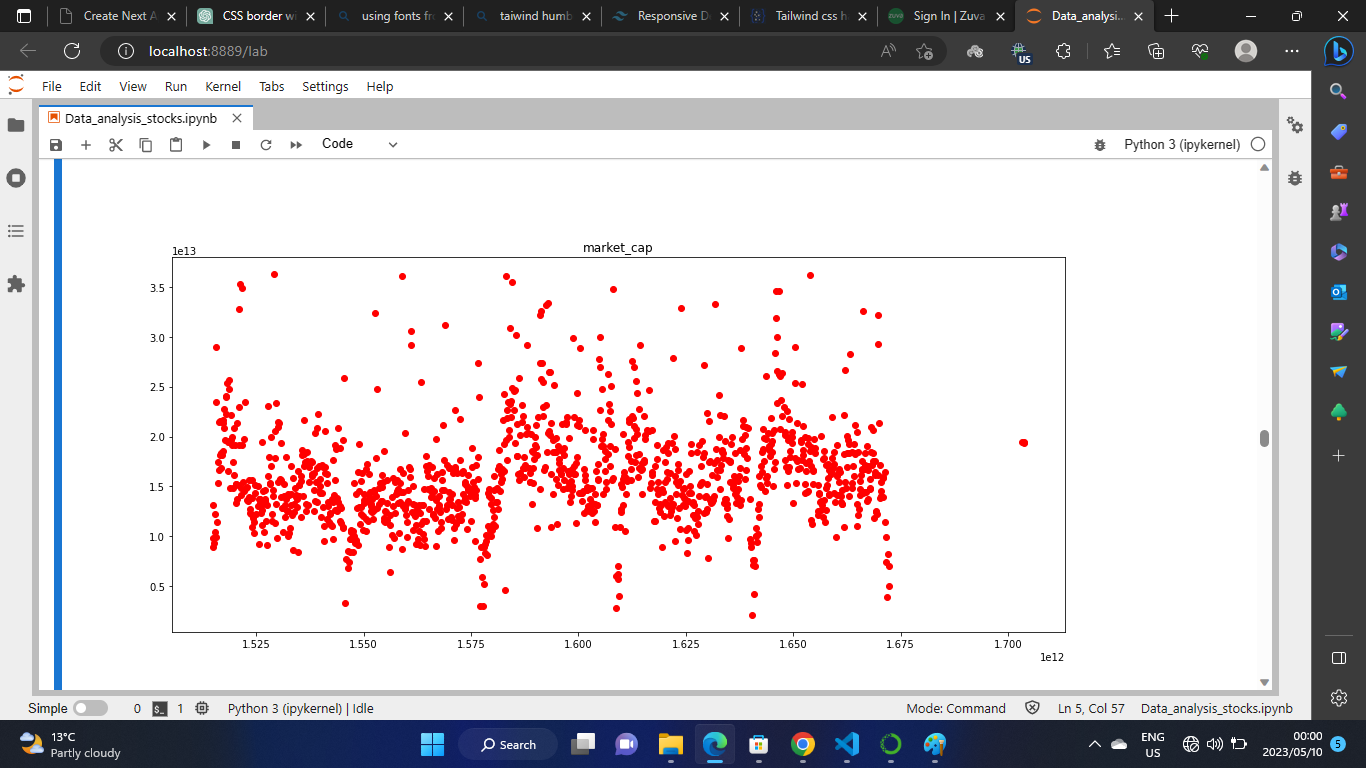 Create Next A
CSS border wi
using fonts fro
taiwind humb
Responsive D
Tailwind css h
Sign In | Zuva
Data_analysi...
localhost:8889/lab
US
File Edit View Run Kernel Tabs Settings Help
Data_analysis_stocks.ipynb
Code
Python 3 (ipykernel)
market_cap
1e13
3.5
3.0
2.5
2.0
1.5
1.0
0.5
1.525 1.550 1.575 1.600 1.625 1.650 1.675 1.700
1e12
Simple 0 $_ 1 Python 3 (ipykernel) | Idle Mode: Command Ln 5, Col 57 Data_analysis_stocks.ipynb
13°C
Partly cloudy
Search
ENG
US
00:00
2023/05/10
5